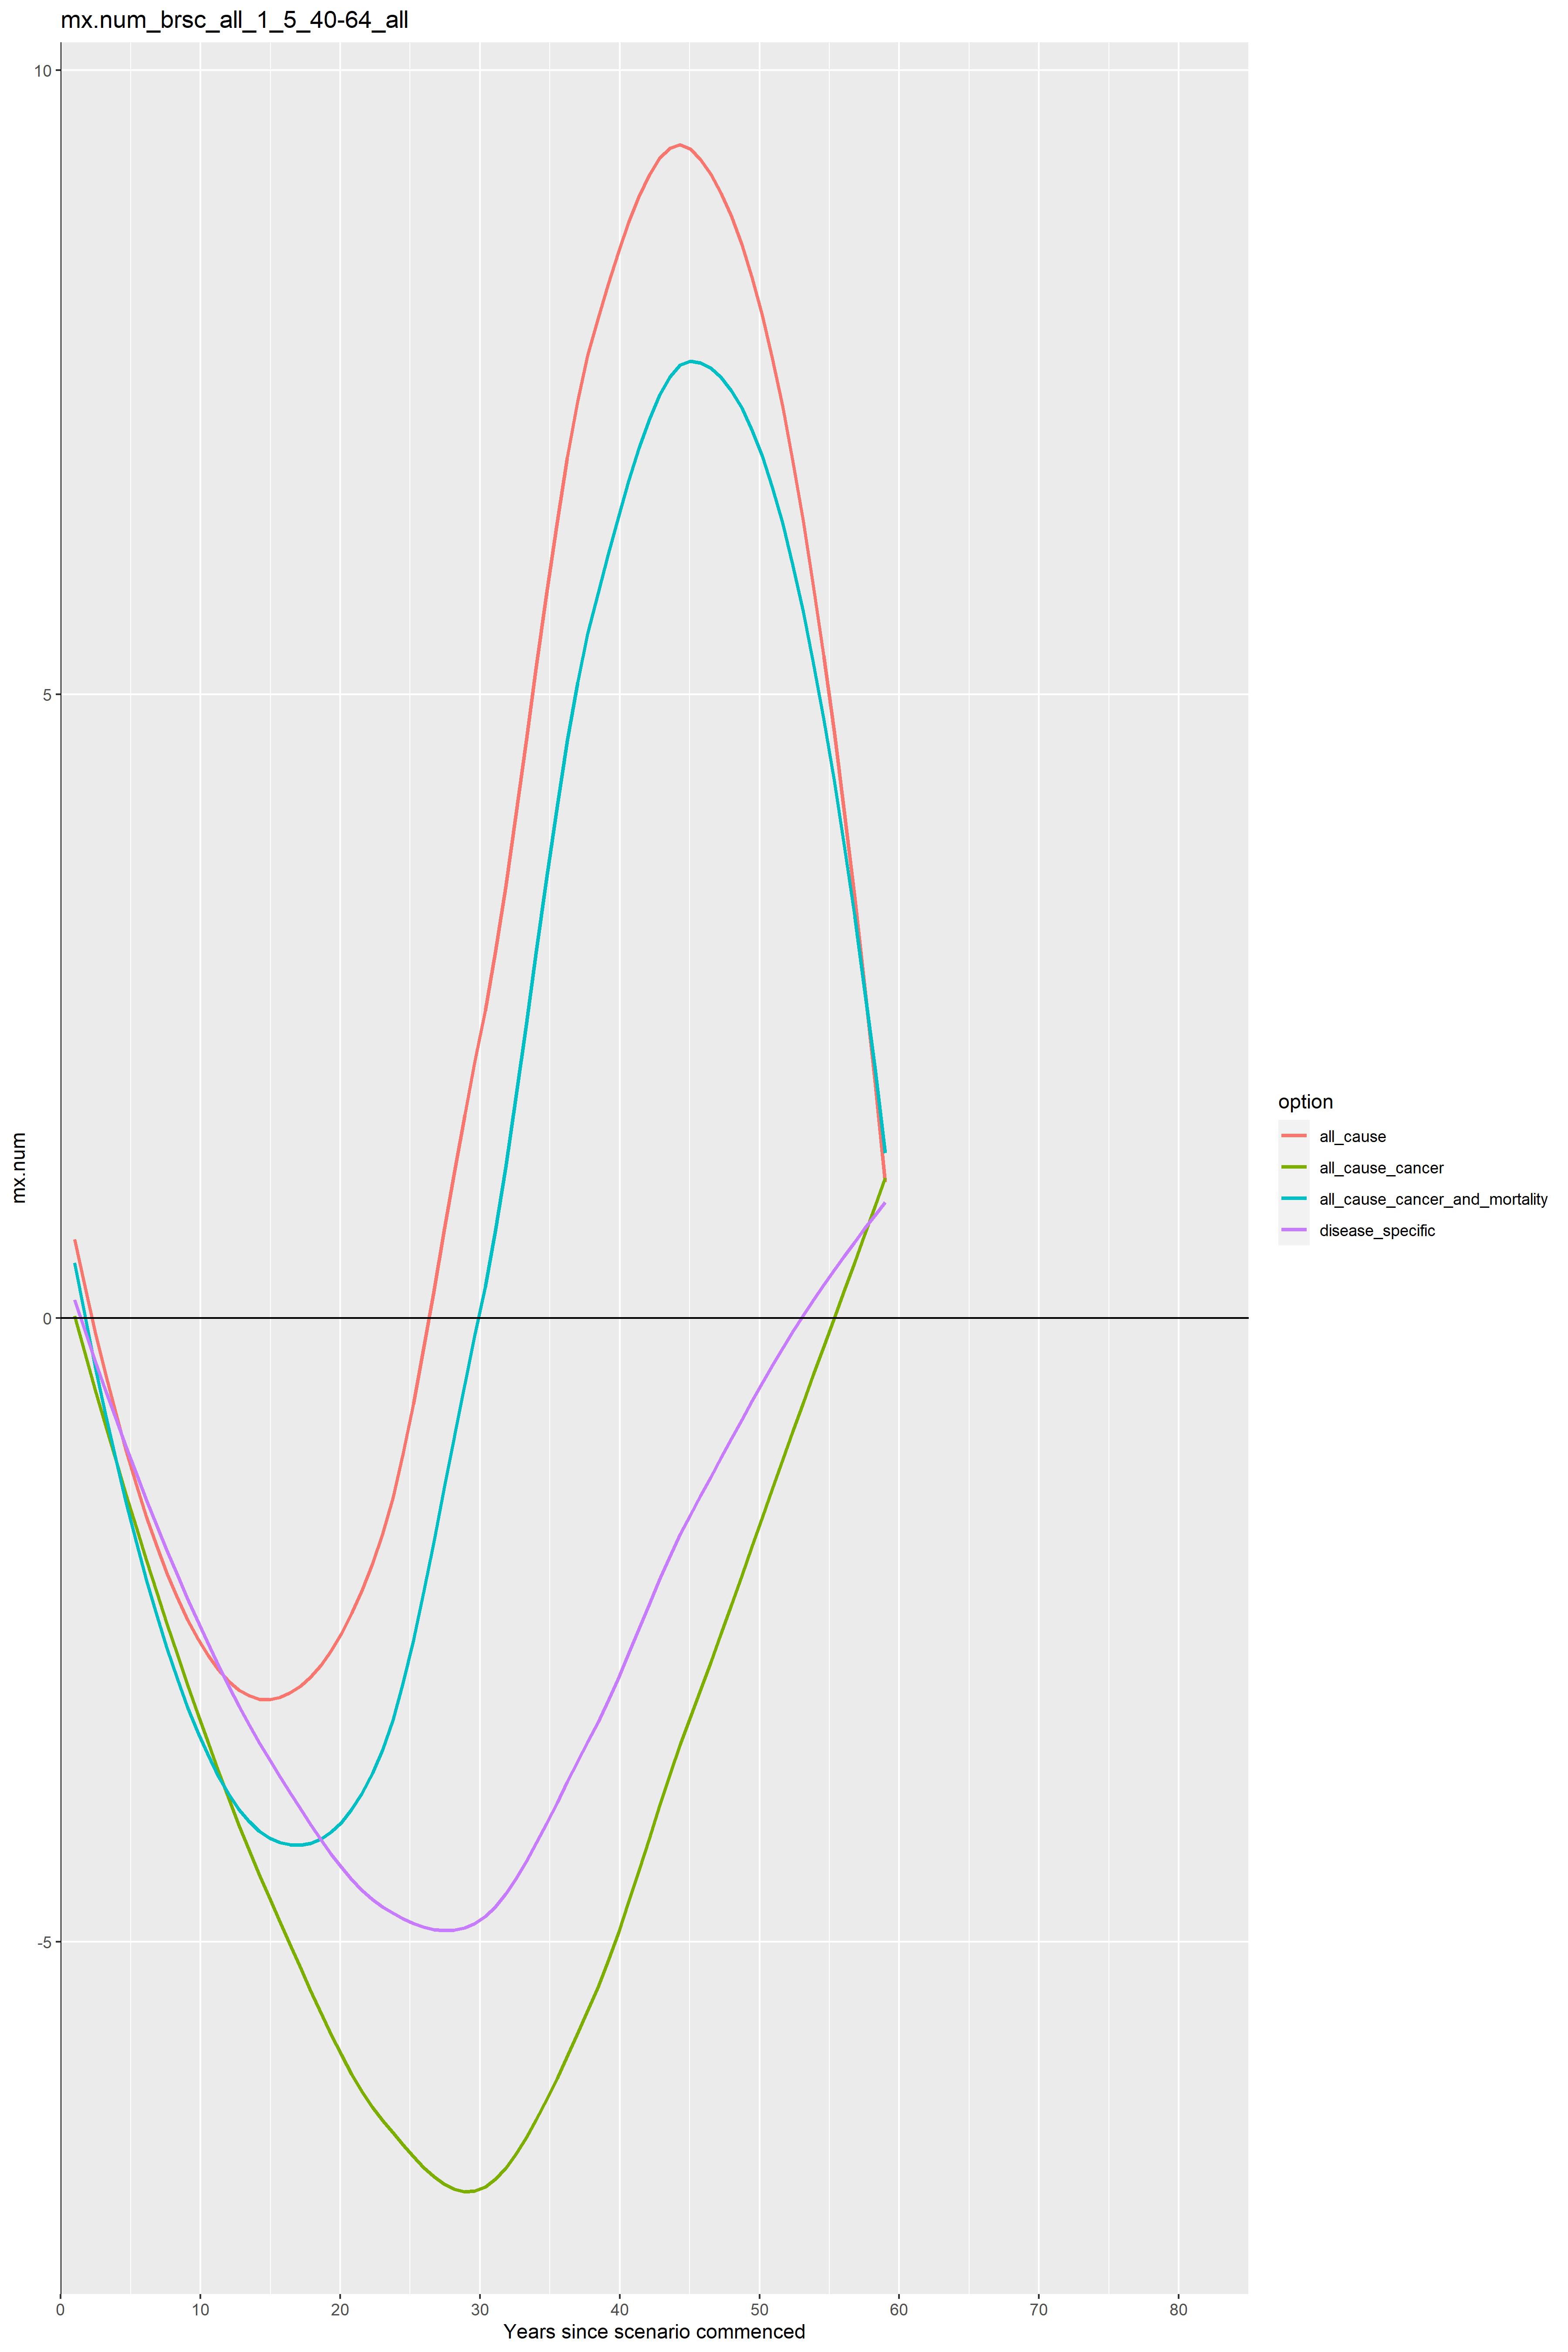 mx.num_brsc_all_1_5_40-64_all
10
5
0
-5
mx.num
0 10 20 30 40 50 60 70 80
Years since scenario commenced
option
all_cause
all_cause_cancer
all_cause_cancer_and_mortality
disease_specific